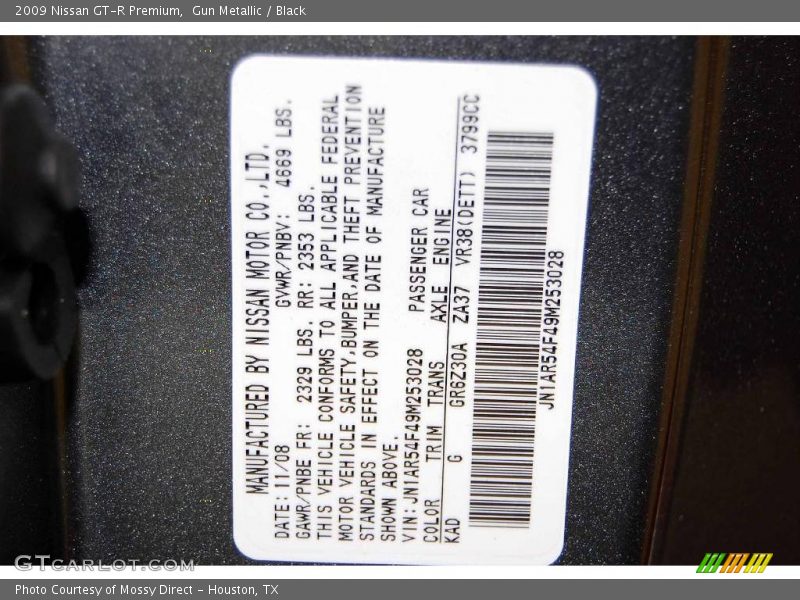 2009 Nissan GT-R Premium,  Gun Metallic / Black
MANUFACTURED BY NISSAN MOTOR CO.,LTD.
DATE:11/08 GVWR/PNBV: 4669 LBS.
GAWR/PNBE FR: 2329 LBS. RR: 2353 LBS.
THIS VEHICLE CONFORMS TO ALL APPLICABLE FEDERAL
MOTOR VEHICLE SAFETY,BUMPER,AND THEFT PREVENTION
STANDARDS IN EFFECT ON THE DATE OF MANUFACTURE
SHOWN ABOVE.
VIN:JN1AR54F49M253028 PASSENGER CAR
COLOR TRIM TRANS AXLE ENGINE
KAD G GR6Z30A ZA37 VR38(DETT) 3799CC
JN1AR54F49M253028
GTCarLot.com
Photo Courtesy of Mossy Direct - Houston, TX